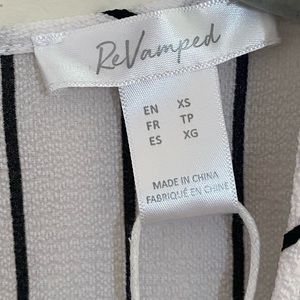 ReVamped
EN XS
FR TP
ES XG
MADE IN CHINA
FABRIQUÉ EN CHINE